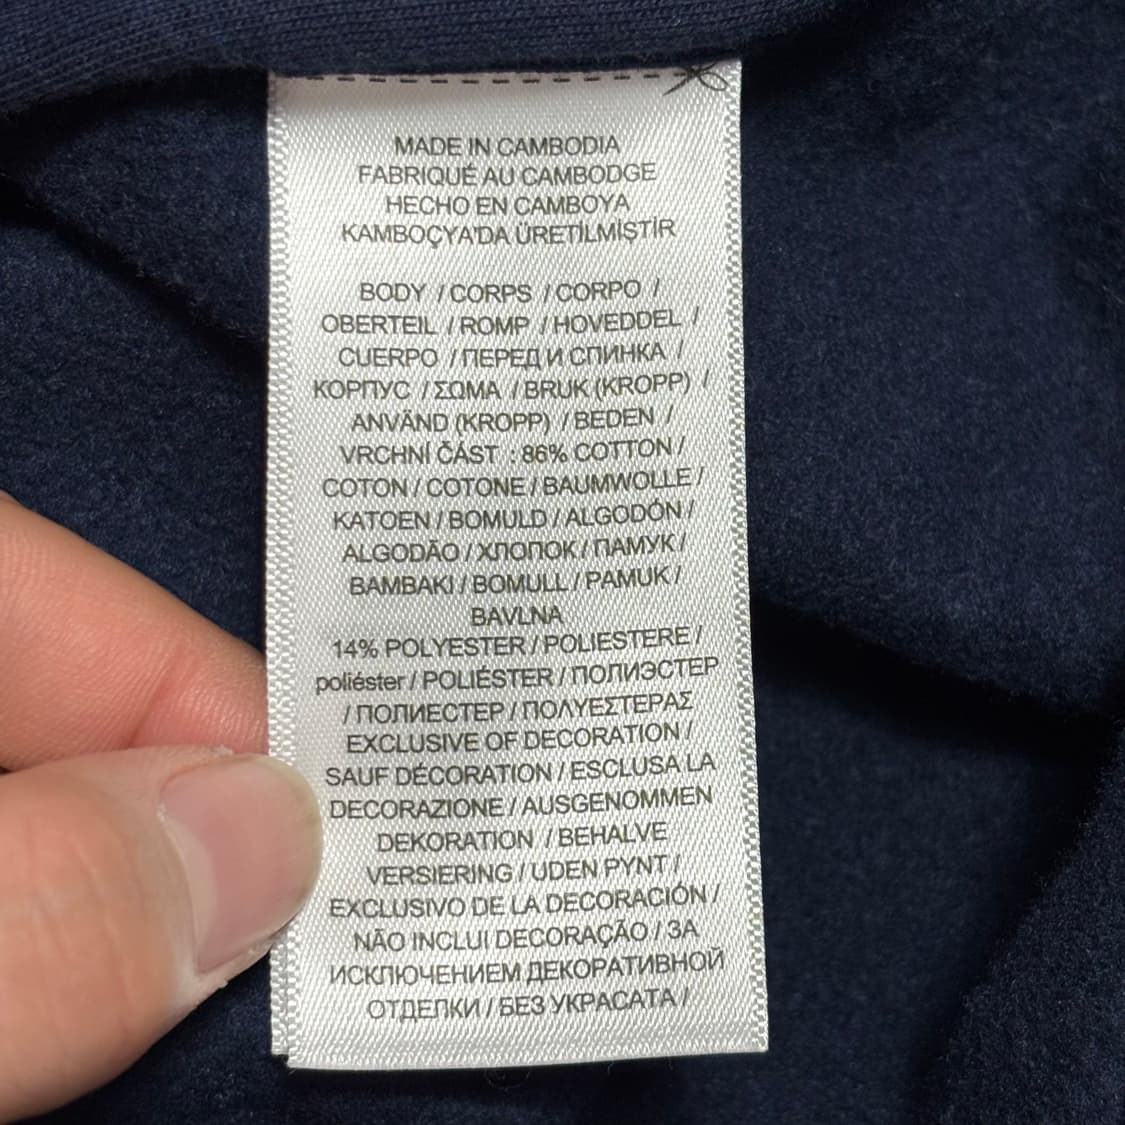 MADE IN CAMBODIA
FABRIQUÉ AU CAMBODGE
HECHO EN CAMBOYA
KAMBOÇYA'DA ÜRETİLMİŞTİR
BODY / CORPS / CORPO /
OBERTEIL / ROMP / HOVEDDEL /
CUERPO / ПЕРЕД И СПИНКА /
КОРПУС / ΣΩΜΑ / BRUK (KROPP) /
ANVÄND (KROPP) / BEDEN /
VRCHNÍ ČÁST : 86% COTTON /
COTON / COTONE / BAUMWOLLE /
KATOEN / BOMULD / ALGODÓN /
ALGODÃO / ХЛОПОК / ПАМУК /
BAMBAKI / BOMULL / PAMUK /
BAVLNA
14% POLYESTER / POLIESTERE /
poliéster / POLIÉSTER / ПОЛИЭСТЕР
/ ПОЛИЕСТЕР / ΠΟΛΥΕΣΤΕΡΑΣ
EXCLUSIVE OF DECORATION /
SAUF DÉCORATION / ESCLUSA LA
DECORAZIONE / AUSGENOMMEN
DEKORATION / BEHALVE
VERSIERING / UDEN PYNT /
EXCLUSIVO DE LA DECORACIÓN /
NÃO INCLUI DECORAÇÃO / ЗА
ИСКЛЮЧЕНИЕМ ДЕКОРАТИВНОЙ
ОТДЕЛКИ / БЕЗ УКРАСАТА /